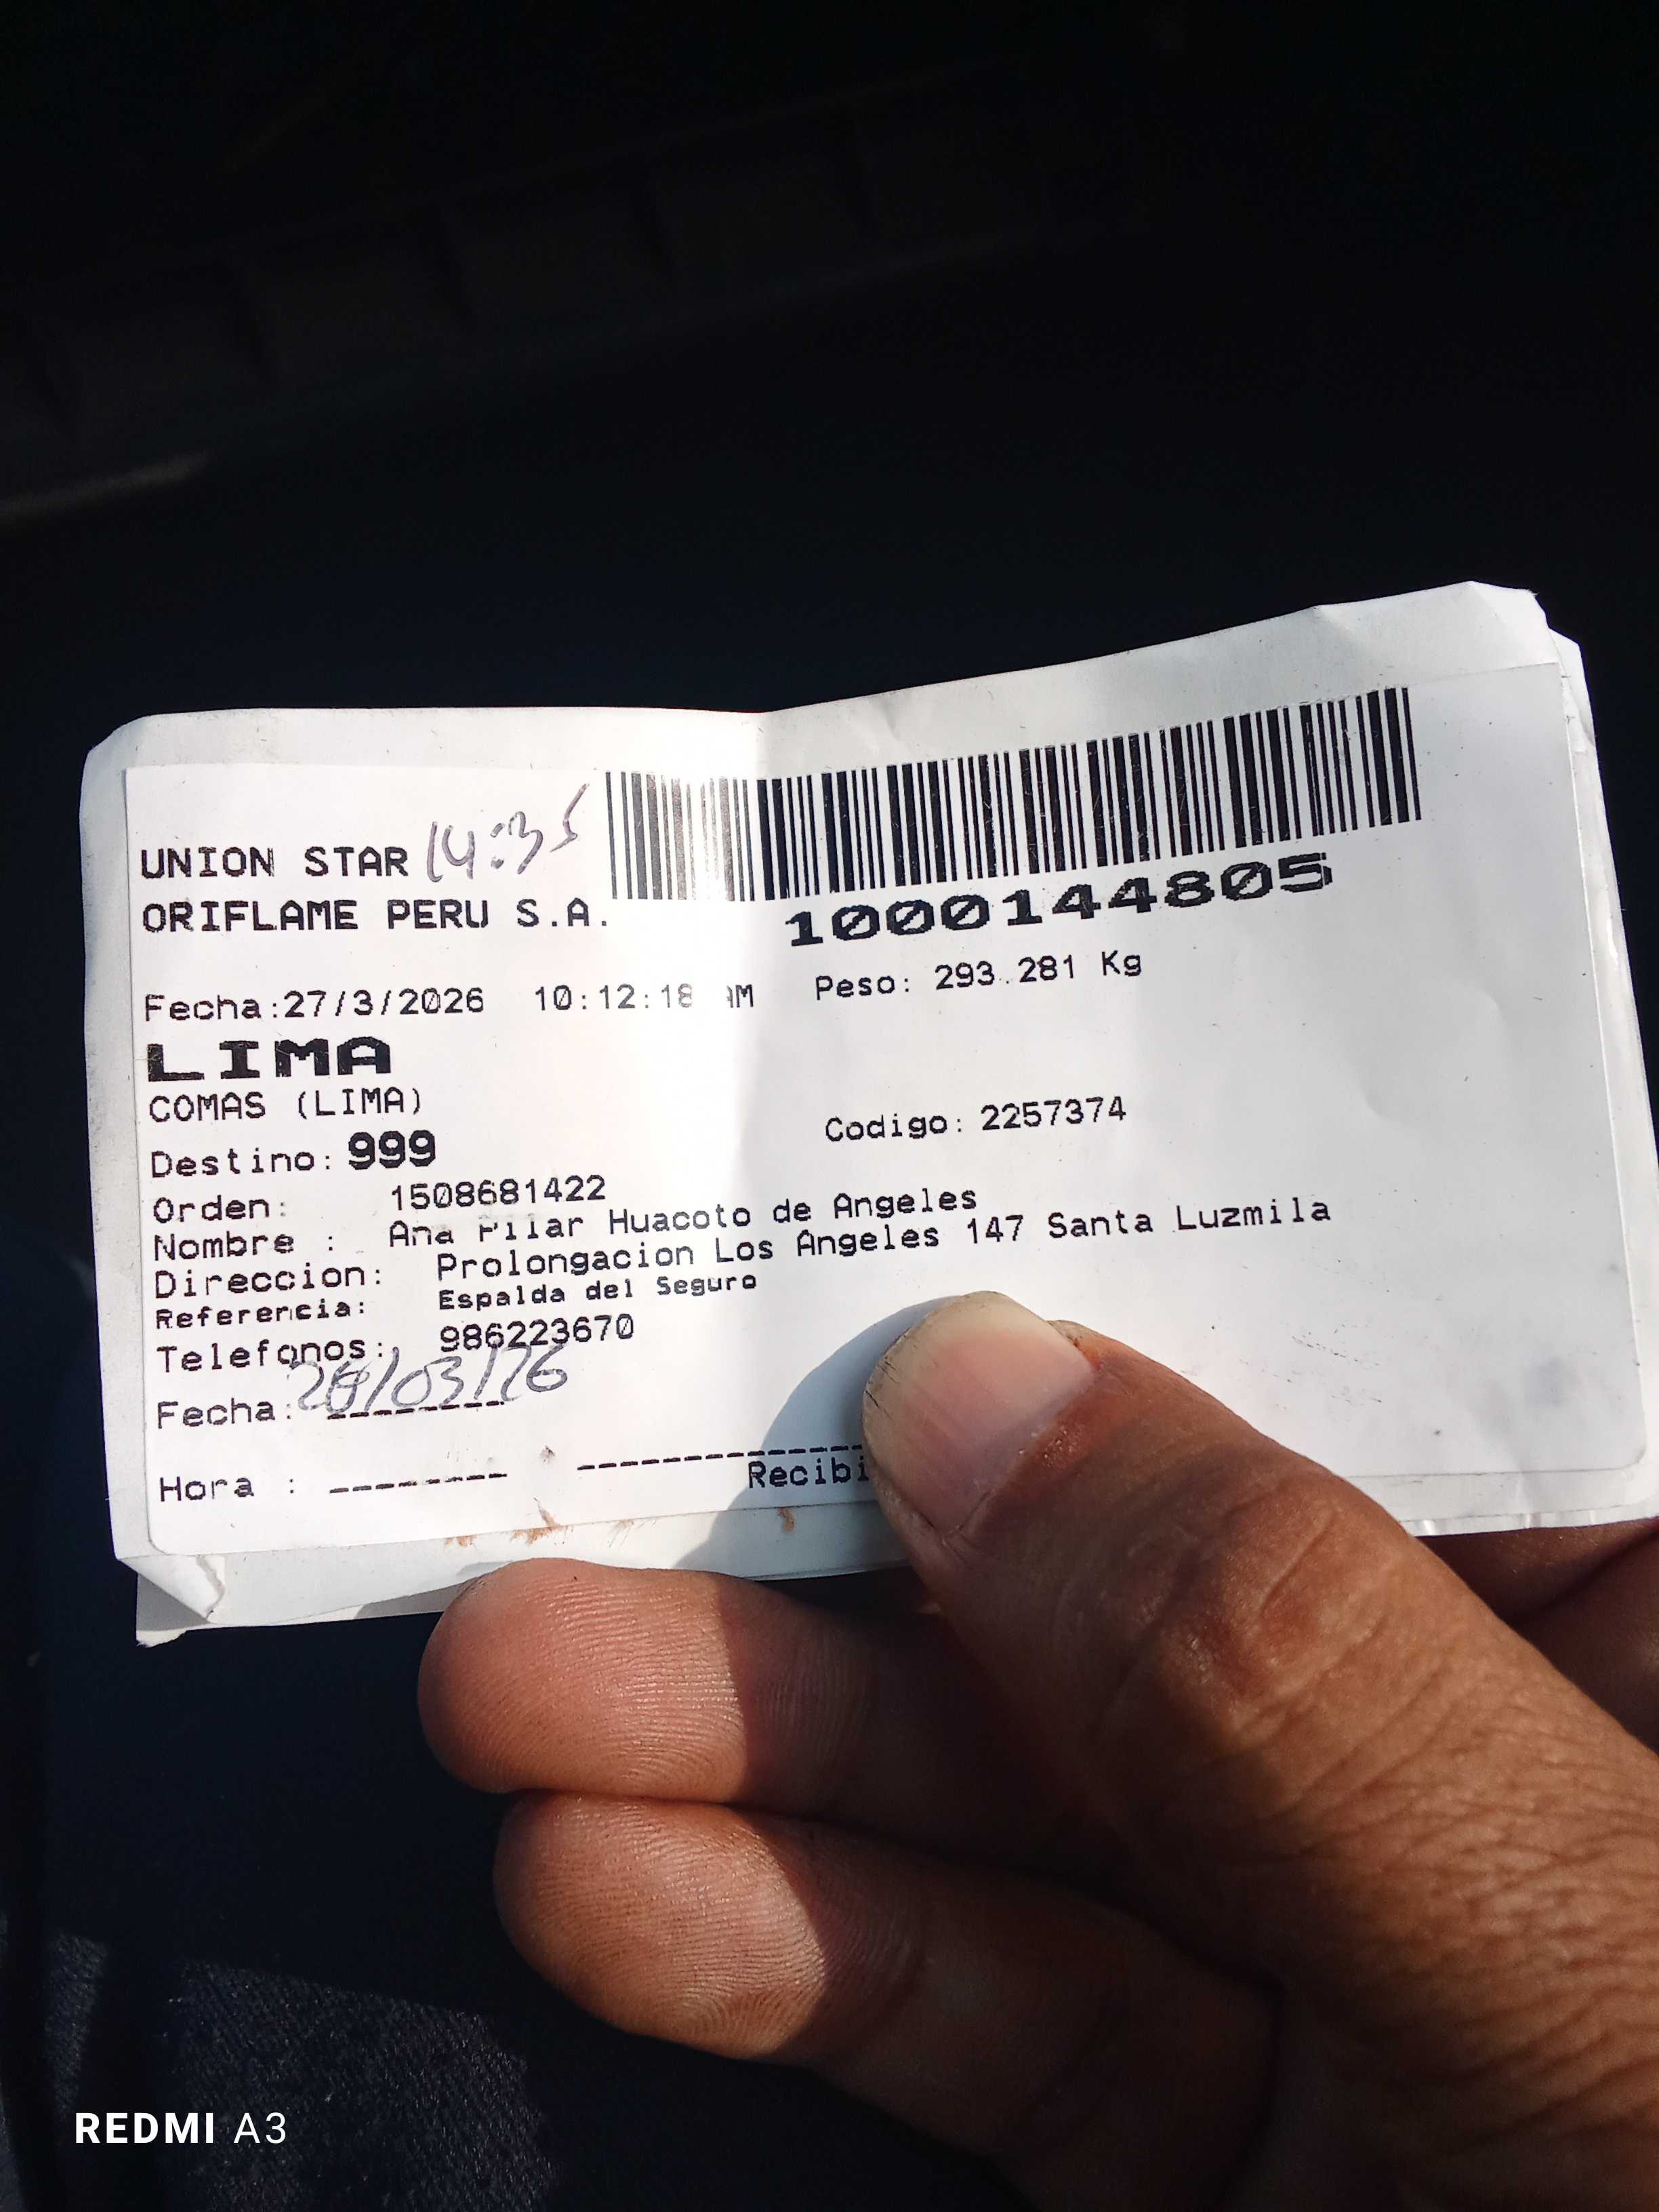 UNION STAR 14:35
ORIFLAME PERU S.A.
1000144805
Fecha:27/3/2026 10:12:18 AM Peso: 293.281 Kg
LIMA
COMAS (LIMA)
Destino: 999 Codigo: 2257374
Orden: 1508681422
Nombre : Ana Pilar Huacoto de Angeles
Direccion: Prolongacion Los Angeles 147 Santa Luzmila
Referencia: Espalda del Seguro
Telefonos: 986223670
Fecha: 28/03/26
Hora :
Recibi
REDMI A3